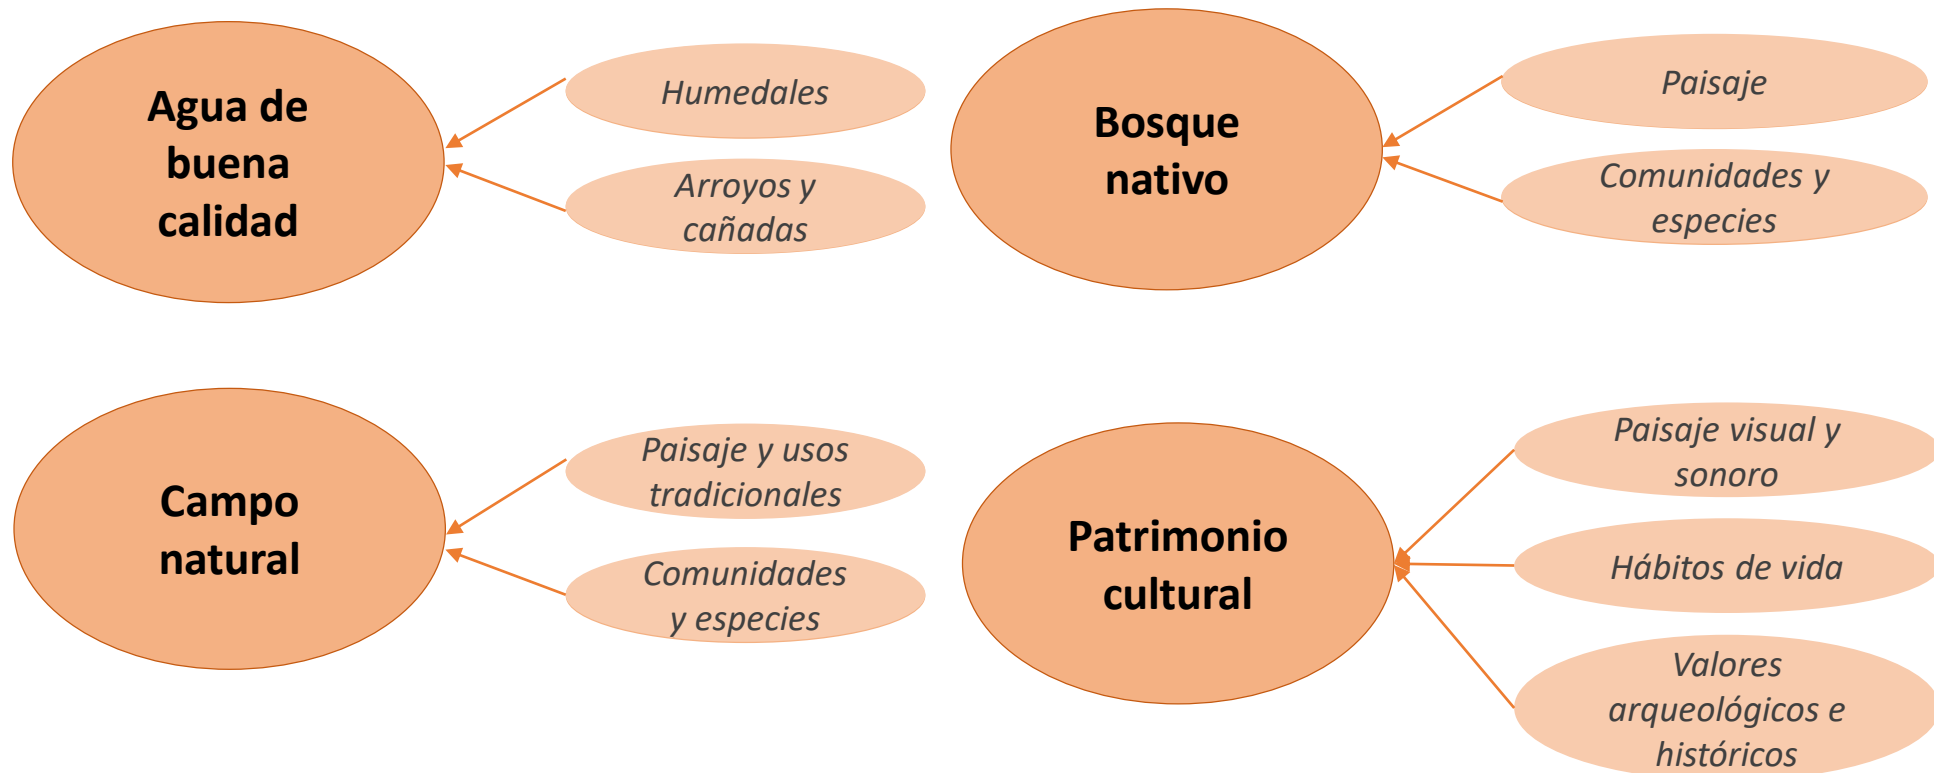 Agua de
buena
calidad
Humedales
Arroyos y
cañadas
Bosque
nativo
Paisaje
Comunidades y
especies
Campo
natural
Paisaje y usos
tradicionales
Comunidades
y especies
Patrimonio
cultural
Paisaje visual y
sonoro
Hábitos de vida
Valores
arqueológicos e
históricos